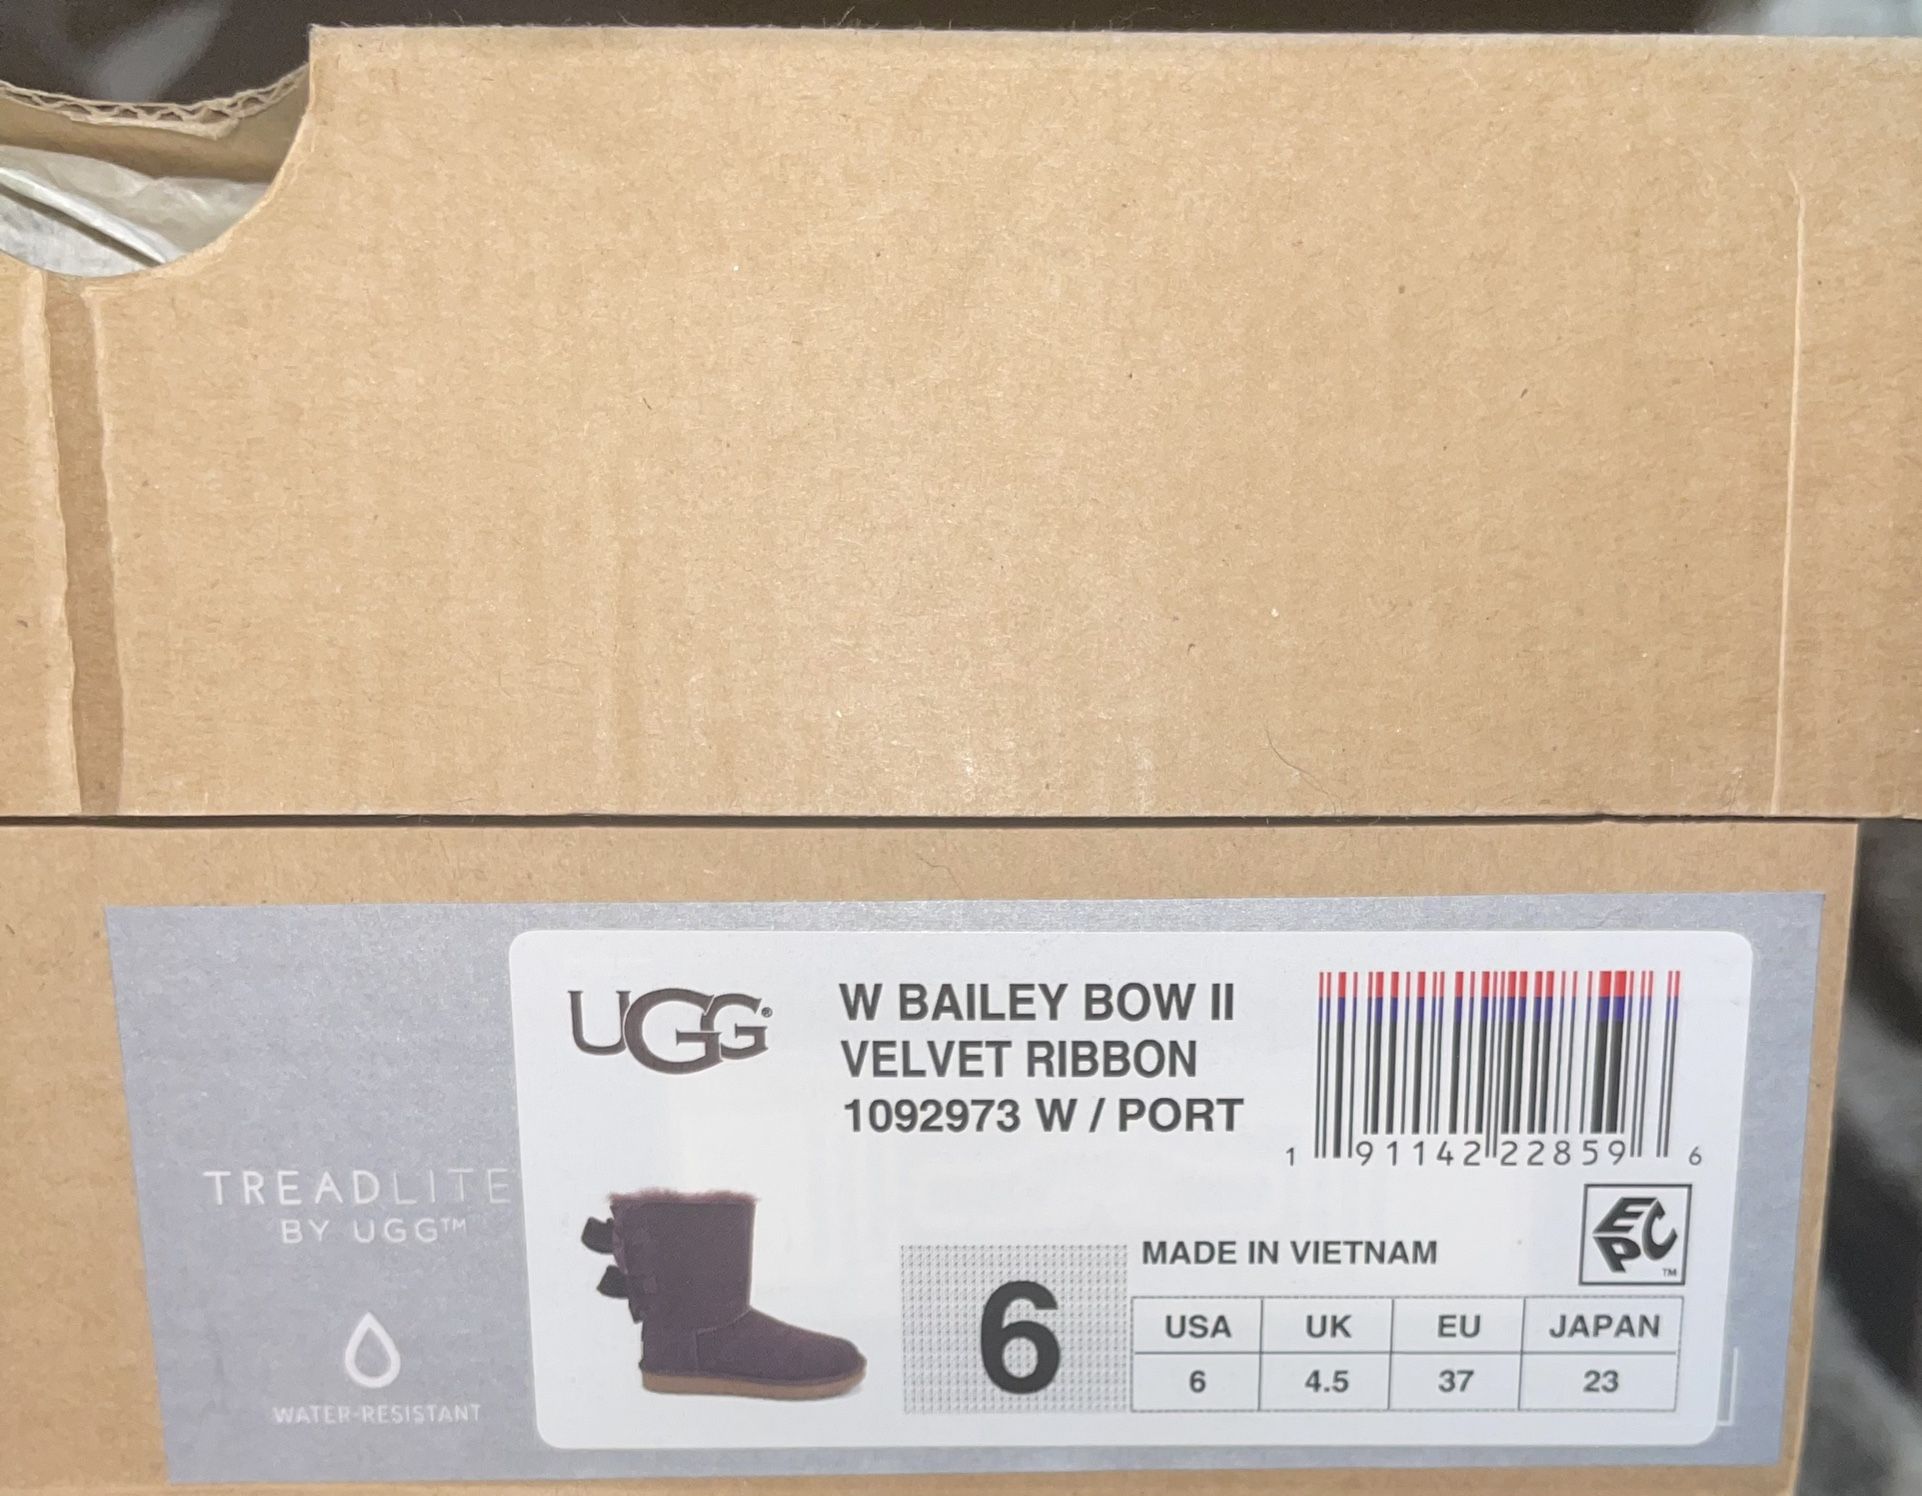 TREADLITE
BY UGG™
WATER-RESISTANT
UGG®
W BAILEY BOW II
VELVET RIBBON
1092973 W / PORT
1 91142 22859 6
EPC™
MADE IN VIETNAM
6
USA UK EU JAPAN
6 4.5 37 23